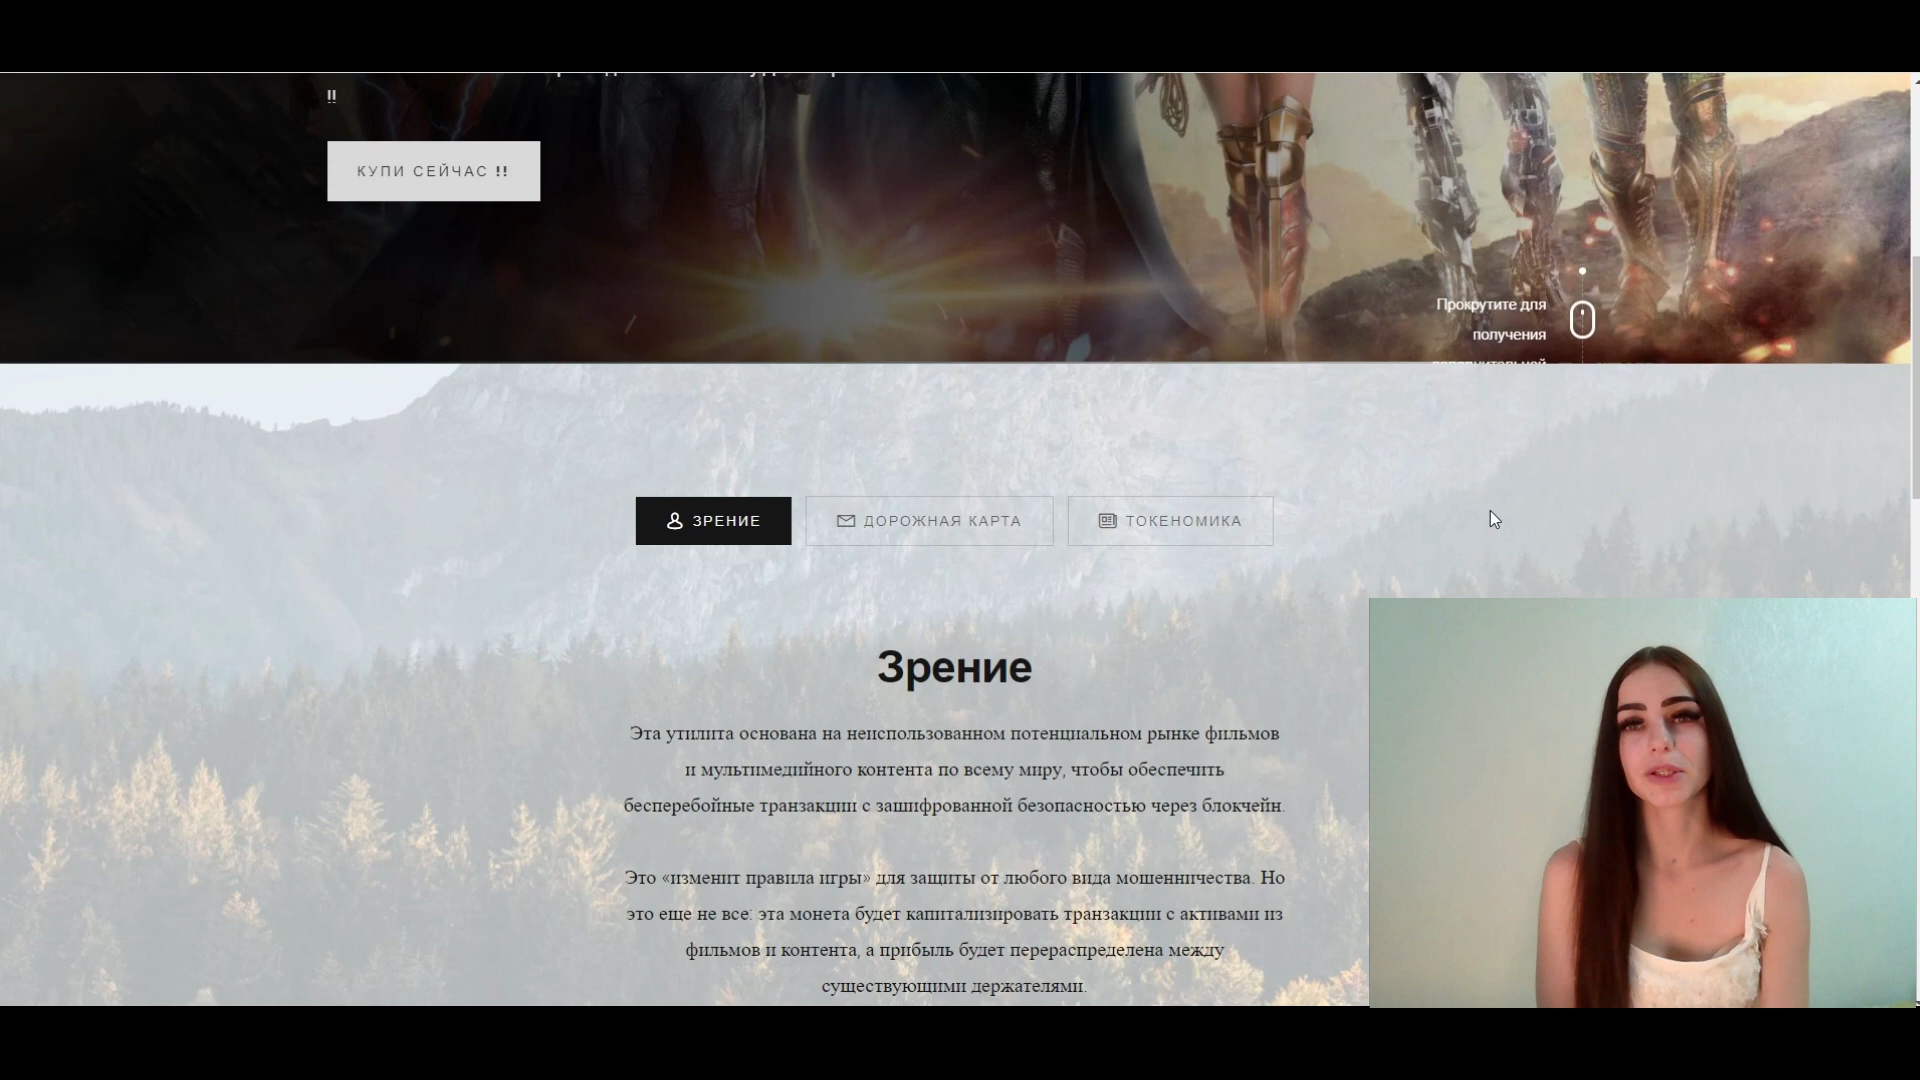 !!
КУПИ СЕЙЧАС !!
Прокрутите для
получения
ЗРЕНИЕ
ДОРОЖНАЯ КАРТА
ТОКЕНОМИКА
Зрение
Эта утилита основана на неиспользованном потенциальном рынке фильмов
и мультимедийного контента по всему миру, чтобы обеспечить
бесперебойные транзакции с зашифрованной безопасностью через блокчейн.
Это «изменит правила игры» для защиты от любого вида мошенничества. Но
это еще не все: эта монета будет капитализировать транзакции с активами из
фильмов и контента, а прибыль будет перераспределена между
существующими держателями.